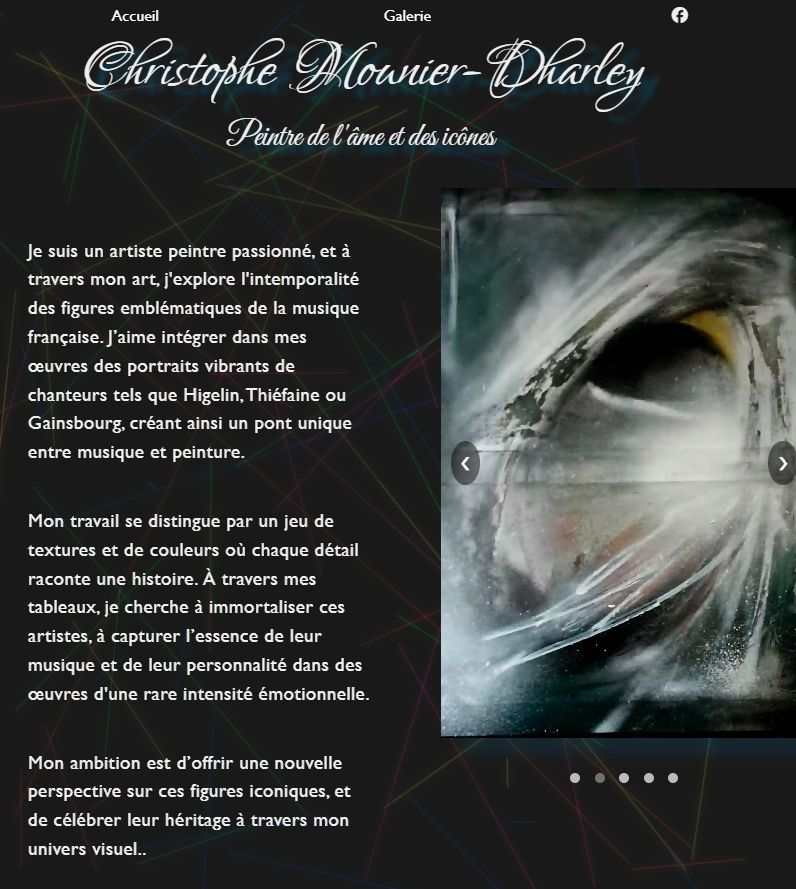 Accueil Galerie
Christophe Mounier-Dharley
Peintre de l'âme et des icônes
Je suis un artiste peintre passionné, et à
travers mon art, j'explore l'intemporalité
des figures emblématiques de la musique
française. J’aime intégrer dans mes
œuvres des portraits vibrants de
chanteurs tels que Higelin, Thiéfaine ou
Gainsbourg, créant ainsi un pont unique
entre musique et peinture.
Mon travail se distingue par un jeu de
textures et de couleurs où chaque détail
raconte une histoire. À travers mes
tableaux, je cherche à immortaliser ces
artistes, à capturer l’essence de leur
musique et de leur personnalité dans des
œuvres d'une rare intensité émotionnelle.
Mon ambition est d’offrir une nouvelle
perspective sur ces figures iconiques, et
de célébrer leur héritage à travers mon
univers visuel..